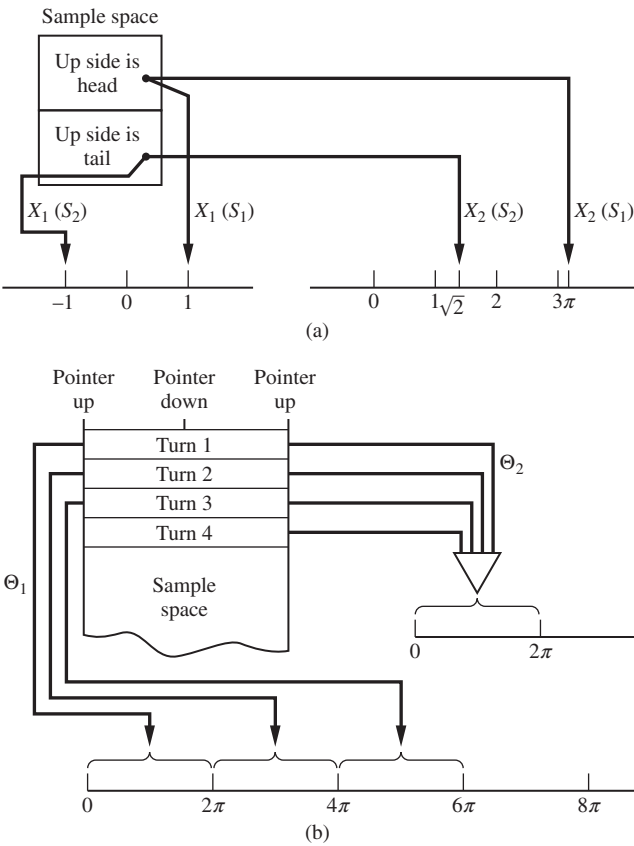 Sample space
Up side is
head
Up side is
tail
X₁ (S₂)
X₁ (S₁)
X₂ (S₂)
X₂ (S₁)
–1 0 1
0 1 √2 2 3 π
(a)
Pointer Pointer Pointer
up down up
Turn 1
Turn 2
Turn 3
Turn 4
Θ₂
Θ₁
Sample
space
0 2π
0 2π 4π 6π 8π
(b)